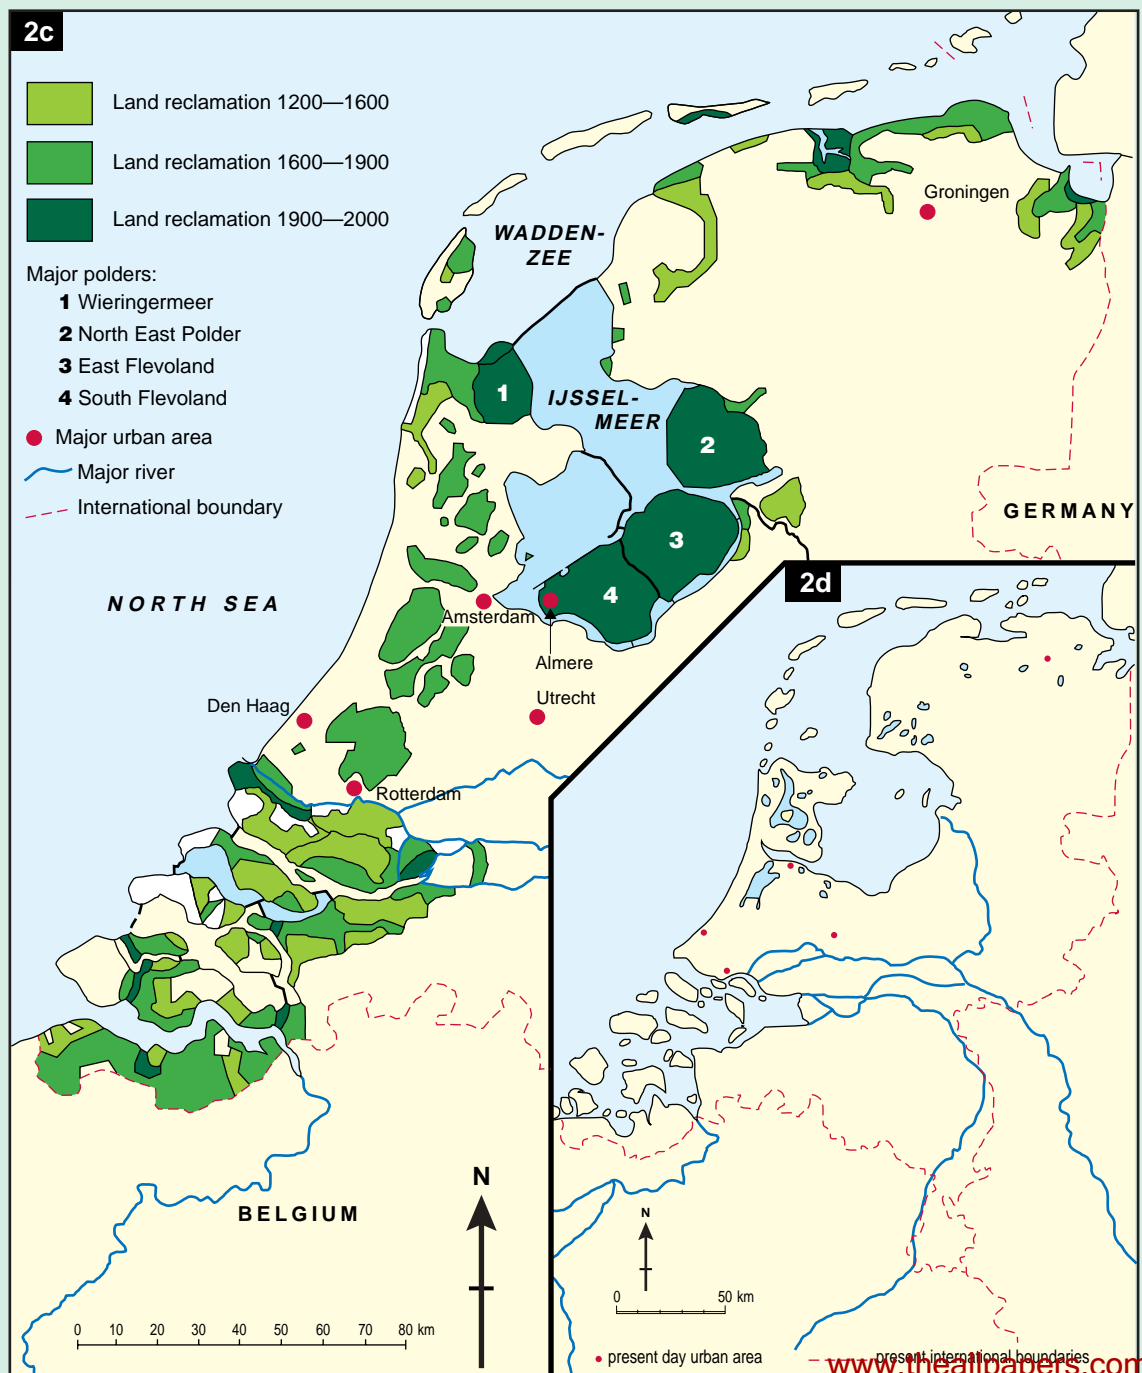 2c
Land reclamation 1200—1600
Land reclamation 1600—1900
Land reclamation 1900—2000
Major polders:
1 Wieringermeer
2 North East Polder
3 East Flevoland
4 South Flevoland
Major urban area
Major river
International boundary
WADDEN-
ZEE
Groningen
IJSSEL-
MEER
1
2
3
4
GERMANY
NORTH SEA
Amsterdam
Almere
Utrecht
Den Haag
Rotterdam
BELGIUM
N
0 10 20 30 40 50 60 70 80 km
2d
N
0 50 km
present day urban area
present international boundaries
www.theallpapers.com